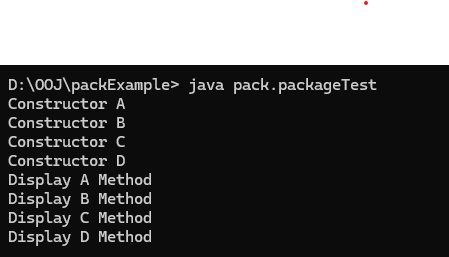 D:\OOJ\packExample> java pack.packageTest
Constructor A
Constructor B
Constructor C
Constructor D
Display A Method
Display B Method
Display C Method
Display D Method